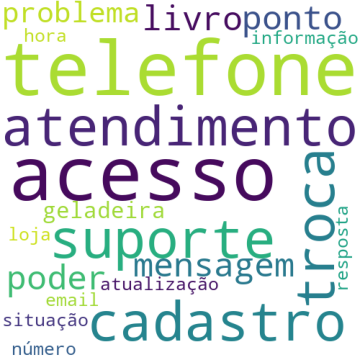 problema livro ponto
hora informação
telefone
atendimento
acesso
troca
geladeira
suporte
resposta
loja
mensagem
poder
atualização
email
cadastro
situação
número